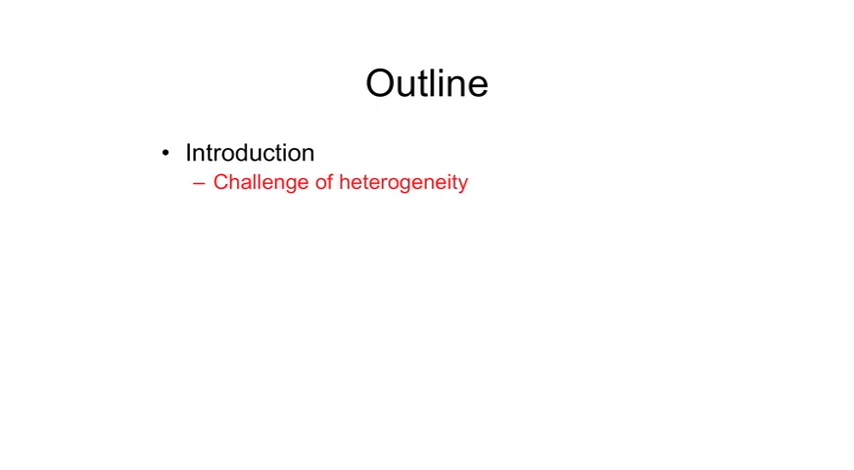 Outline
• Introduction
– Challenge of heterogeneity